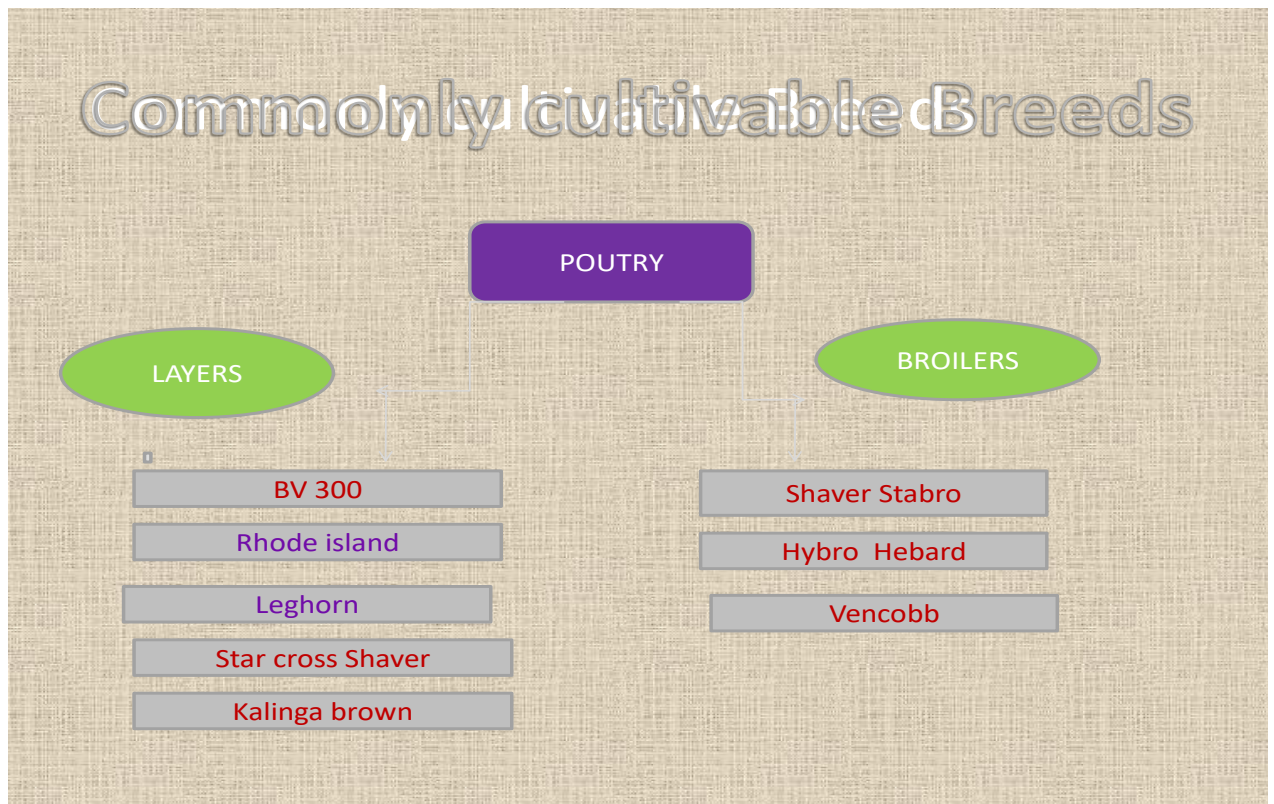 Commonly cultivable Breeds
POUTRY
LAYERS
BROILERS
BV 300
Rhode island
Leghorn
Star cross Shaver
Kalinga brown
Shaver Stabro
Hybro Hebard
Vencobb